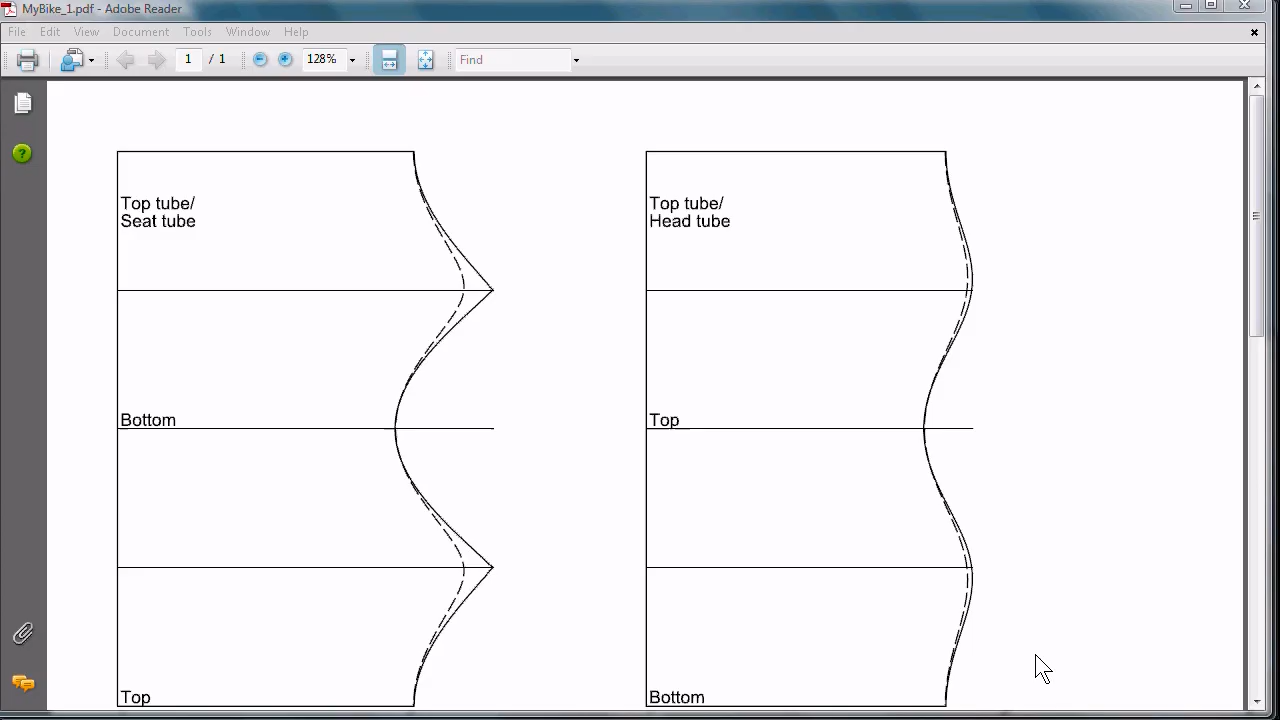 MyBike_1.pdf - Adobe Reader
File Edit View Document Tools Window Help
1 / 1 128% Find
Top tube/
Seat tube
Bottom
Top
Top tube/
Head tube
Top
Bottom